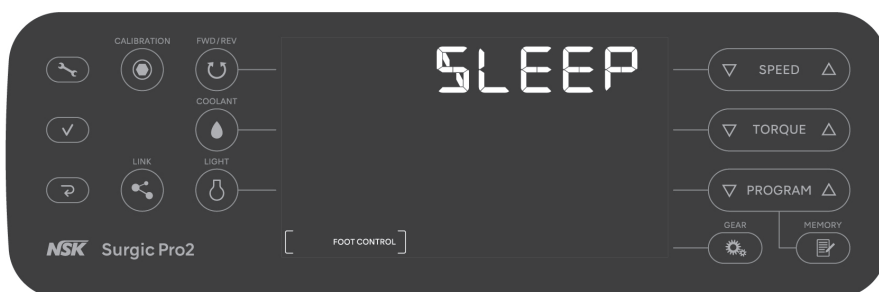 CALIBRATION
FWD/REV
SLEEP
SPEED
COOLANT
TORQUE
LINK
LIGHT
PROGRAM
GEAR
MEMORY
NSK Surgic Pro2
FOOT CONTROL